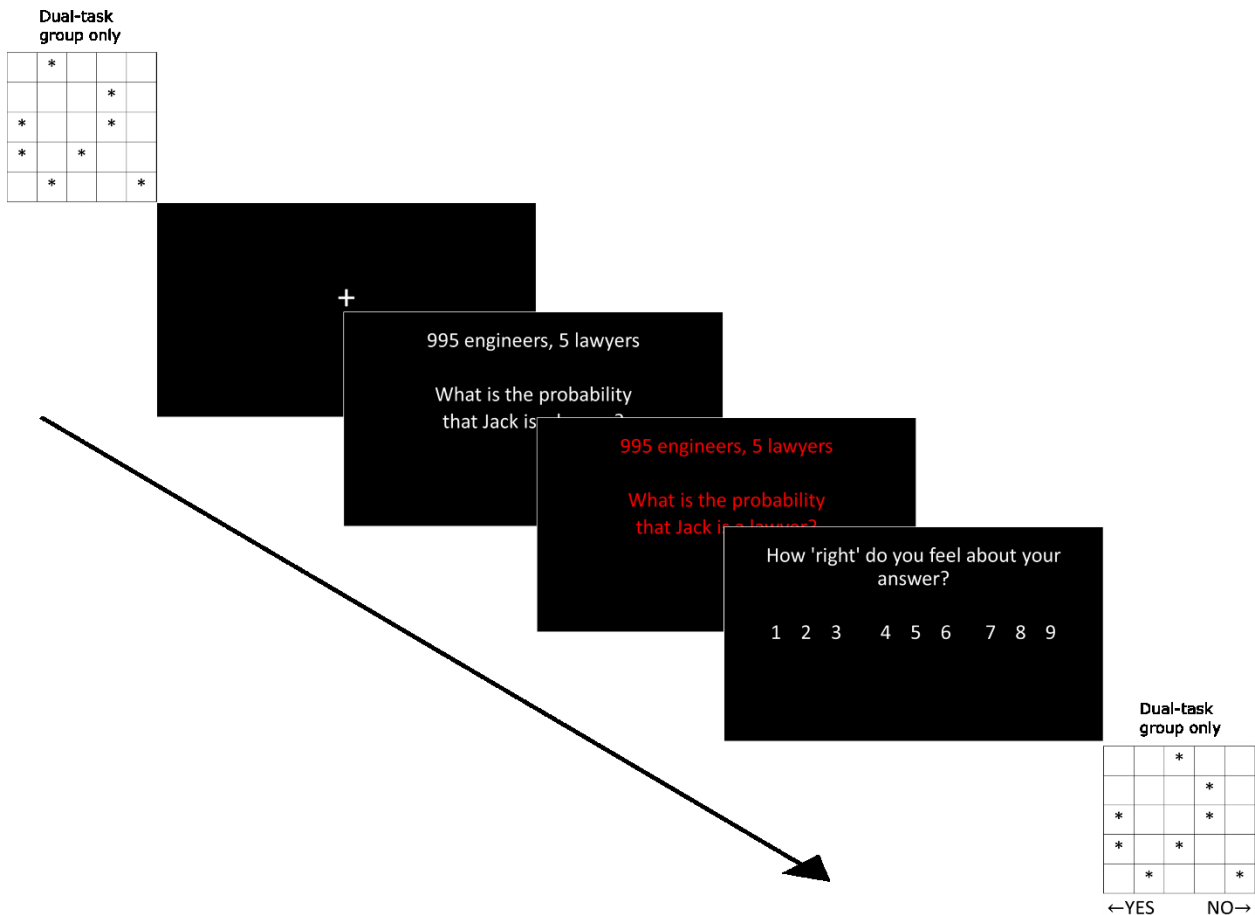 Dual-task
group only
* 
*
* *
* *
* *
+
995 engineers, 5 lawyers
What is the probability
that Jack is
995 engineers, 5 lawyers
What is the probability
that Jack is a lawyer?
How 'right' do you feel about your
answer?
1 2 3 4 5 6 7 8 9
Dual-task
group only
*
*
* *
* *
* *
←YES NO→